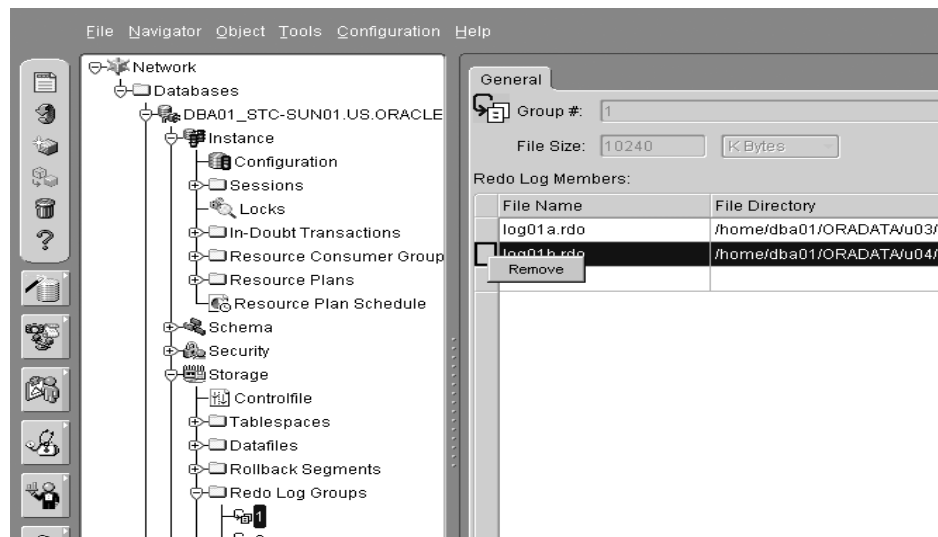 File Navigator Object Tools Configuration Help
Network
Databases
DBA01_STC-SUN01.US.ORACLE
Instance
Configuration
Sessions
Locks
In-Doubt Transactions
Resource Consumer Group
Resource Plans
Resource Plan Schedule
Schema
Security
Storage
Controlfile
Tablespaces
Datafiles
Rollback Segments
Redo Log Groups
1
General
Group #: 1
File Size: 10240 K Bytes
Redo Log Members:
File Name File Directory
log01a.rdo /home/dba01/ORADATA/u03/
log01b.rdo /home/dba01/ORADATA/u04/
Remove